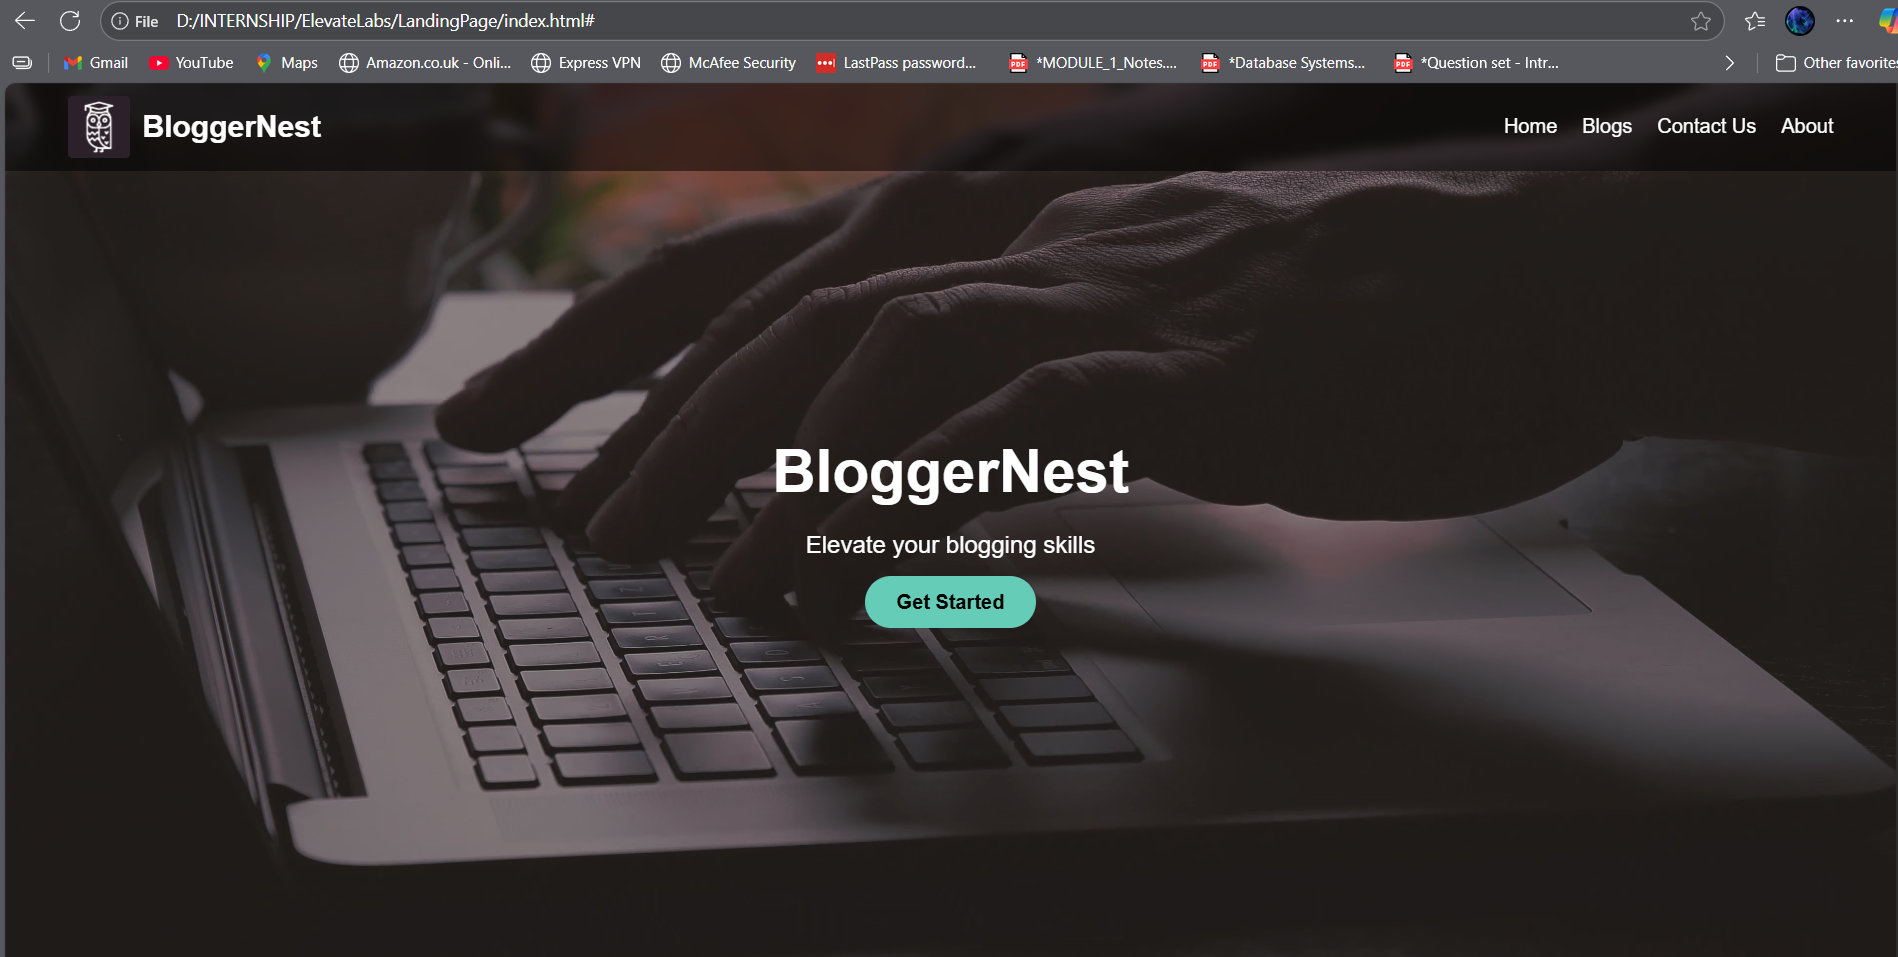 File D:/INTERNSHIP/ElevateLabs/LandingPage/index.html#
Gmail YouTube Maps Amazon.co.uk - Onli... Express VPN McAfee Security LastPass password... *MODULE_1_Notes.... *Database Systems... *Question set - Intr... Other favorites
BloggerNest Home Blogs Contact Us About
BloggerNest
Elevate your blogging skills
Get Started